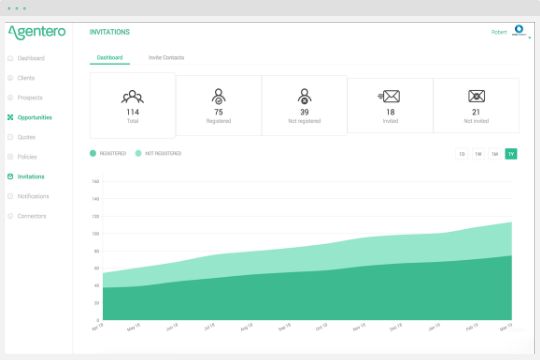 Agentero
INVITATIONS
Robert
Dashboard
Invite Contacts
Dashboard
Clients
Prospects
Opportunities
Quotes
Policies
Invitations
Notifications
Connectors
114
Total
75
Registered
39
Not registered
18
Invited
21
Not invited
REGISTERED
NOT REGISTERED
1D
1M
1Y
160
140
120
100
80
60
40
20
0
Apr 18
May 18
Jun 18
Jul 18
Aug 18
Sep 18
Oct 18
Nov 18
Dec 18
Jan 19
Feb 19
Mar 19